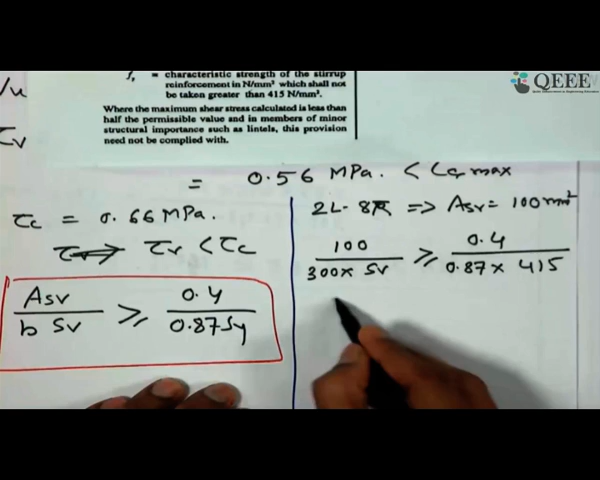 QEEE
f, = characteristic strength of the stirrup
reinforcement in N/mm² which shall not
be taken greater than 415 N/mm².
Where the maximum shear stress calculated is less than
half the permissible value and in members of minor
structural importance such as lintels, this provision
need not be complied with.
Vu
τv
= 0.56 MPa. < τc, max
τc = 0.66 MPa.
τv < τc
Asv / b Sv ≥ 0.4 / 0.87fy
2L - 8 ⇒ Asv = 100 mm²
100 / 300 x Sv ≥ 0.4 / 0.87 x 415